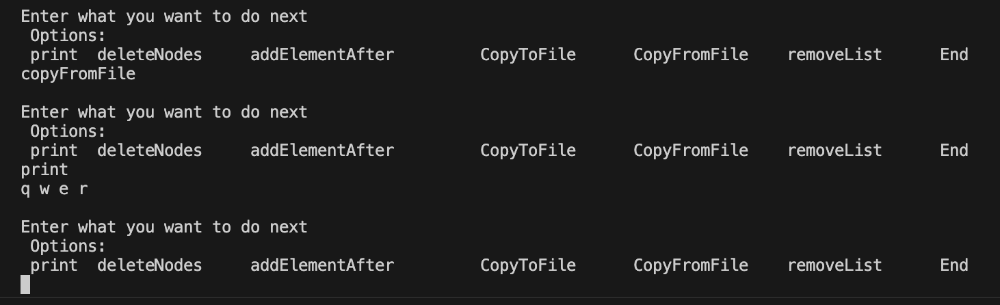 Enter what you want to do next
Options:
print deleteNodes addElementAfter CopyToFile CopyFromFile removeList End
copyFromFile
Enter what you want to do next
Options:
print deleteNodes addElementAfter CopyToFile CopyFromFile removeList End
print
q w e r
Enter what you want to do next
Options:
print deleteNodes addElementAfter CopyToFile CopyFromFile removeList End